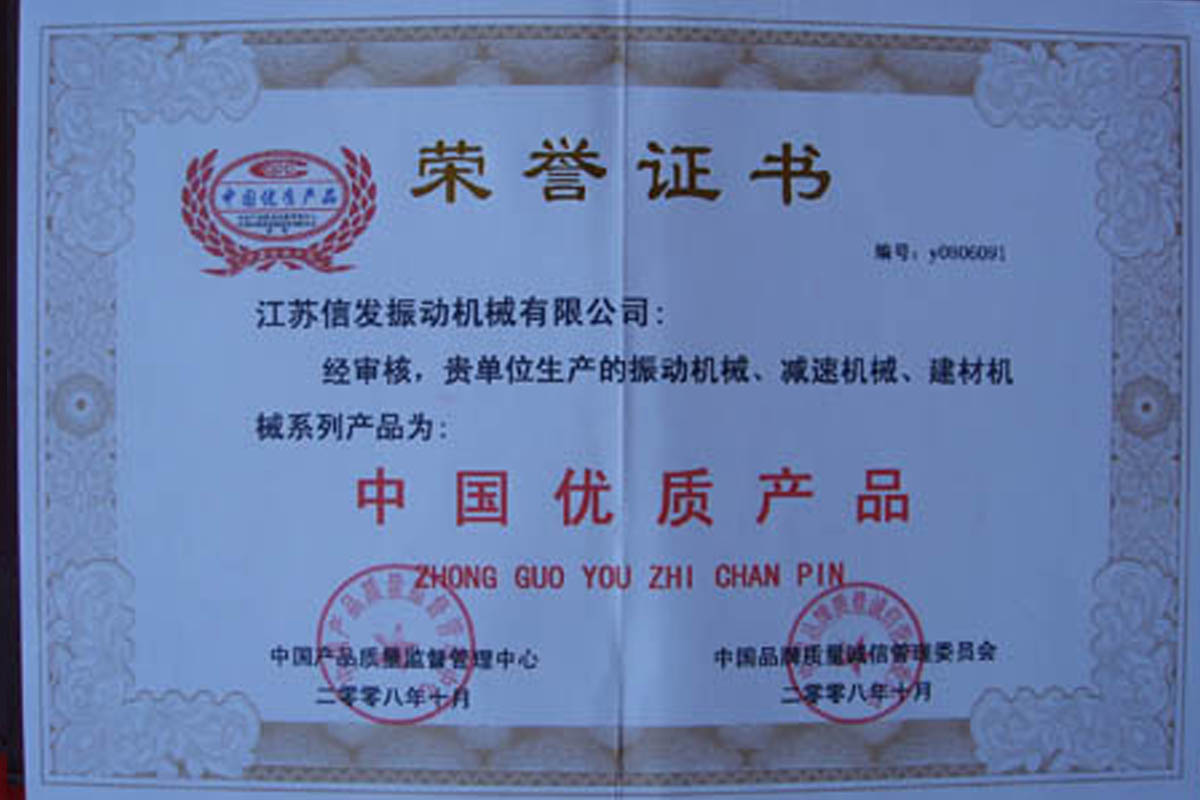 荣誉证书
中国优质产品
编号：y0806091
江苏信发振动机械有限公司：
经审核，贵单位生产的振动机械、减速机械、建材机
械系列产品为：
中国优质产品
ZHONG GUO YOU ZHI CHAN PIN
中国产品质量监督管理中心
二零零八年十月
中国品牌质量诚信管理委员会
二零零八年十月